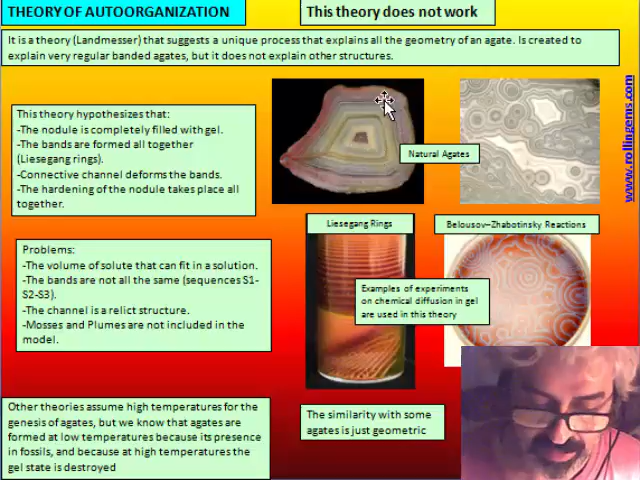 THEORY OF AUTOORGANIZATION
This theory does not work
It is a theory (Landmesser) that suggests a unique process that explains all the geometry of an agate. Is created to
explain very regular banded agates, but it does not explain other structures.
This theory hypothesizes that:
-The nodule is completely filled with gel.
-The bands are formed all together
(Liesegang rings).
-Connective channel deforms the bands.
-The hardening of the nodule takes place all
together.
Natural Agates
www.rollingems.com
Liesegang Rings
Belousov–Zhabotinsky Reactions
Examples of experiments
on chemical diffusion in gel
are used in this theory
Problems:
-The volume of solute that can fit in a solution.
-The bands are not all the same (sequences S1-
S2-S3).
-The channel is a relict structure.
-Mosses and Plumes are not included in the
model.
Other theories assume high temperatures for the
genesis of agates, but we know that agates are
formed at low temperatures because its presence
in fossils, and because at high temperatures the
gel state is destroyed
The similarity with some
agates is just geometric